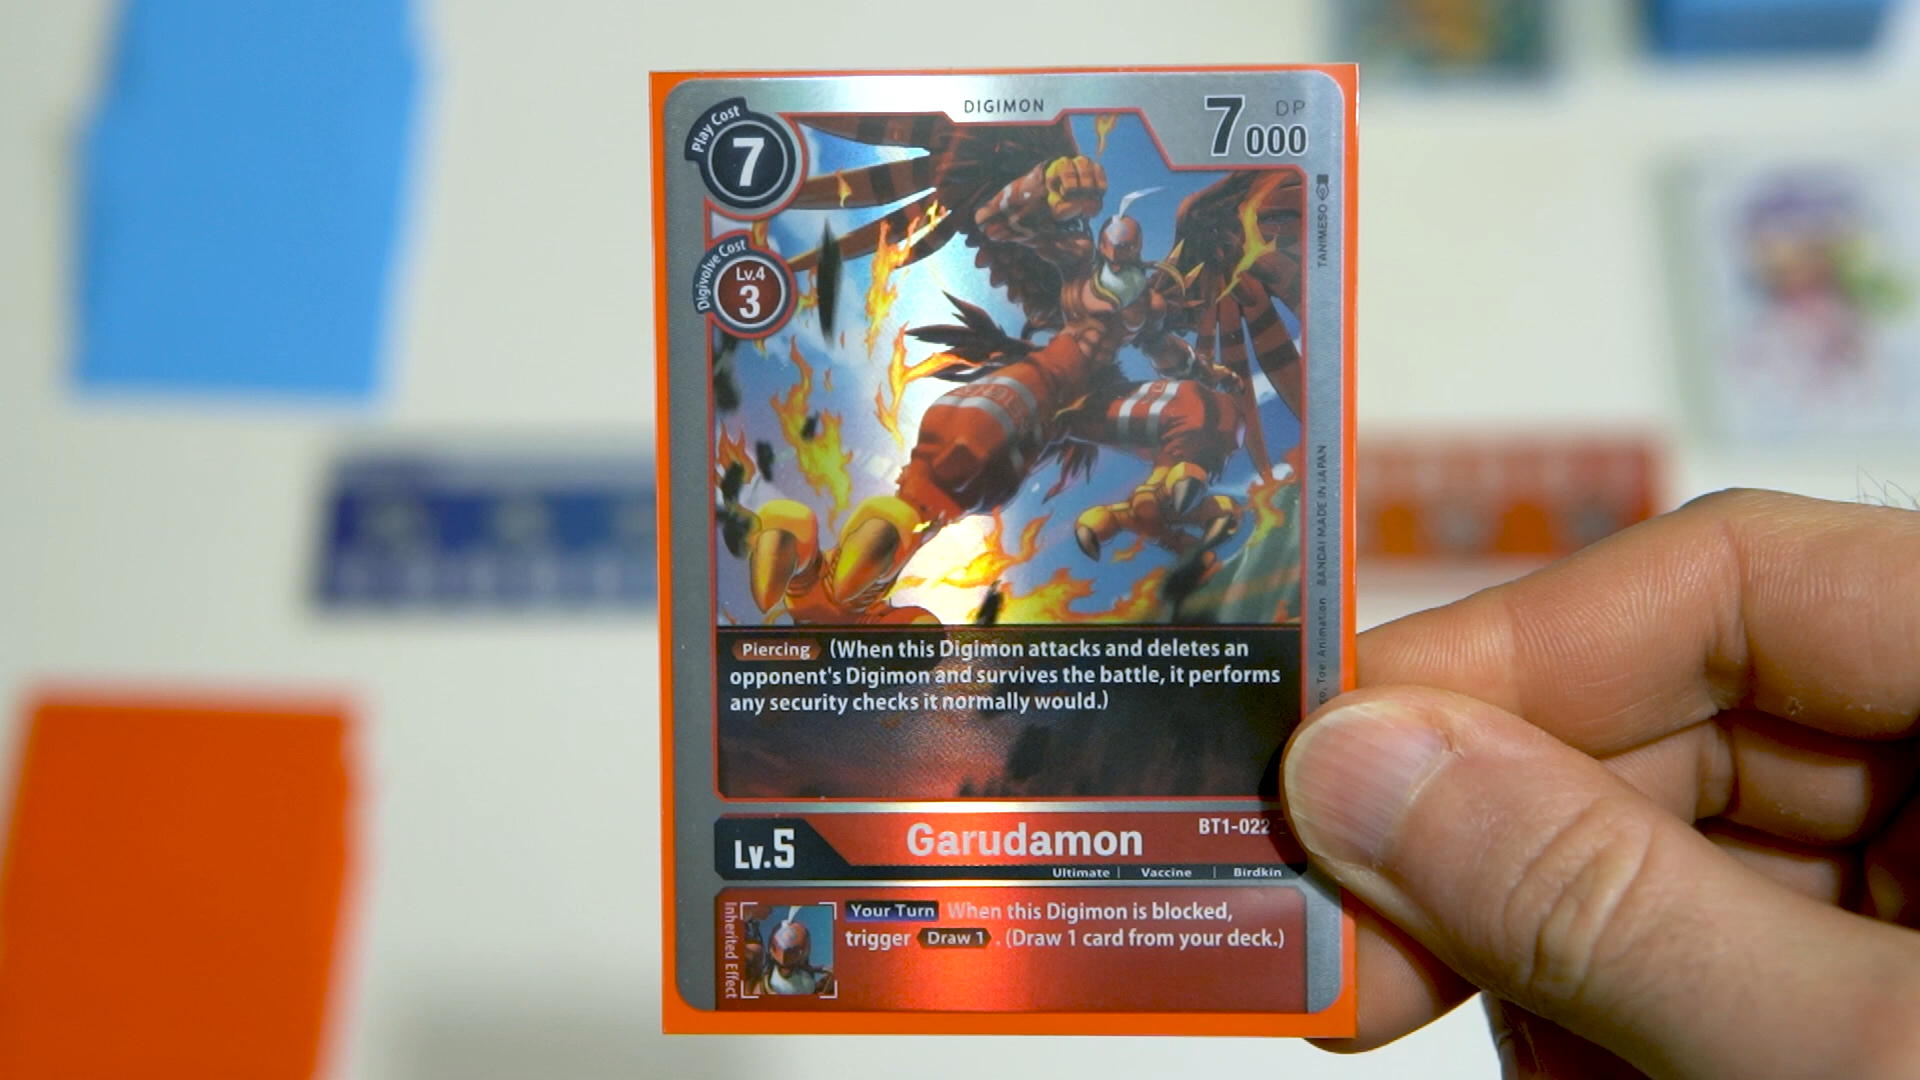 DIGIMON
Play Cost
7
DP
7000
Digivolve Cost
Lv.4
3
TANIMESO
BANDAI MADE IN JAPAN
Animation
Piercing (When this Digimon attacks and deletes an
opponent's Digimon and survives the battle, it performs
any security checks it normally would.)
Lv.5
Garudamon
BT1-022
Ultimate | Vaccine | Birdkin
Inherited Effect
Your Turn When this Digimon is blocked,
trigger Draw 1. (Draw 1 card from your deck.)